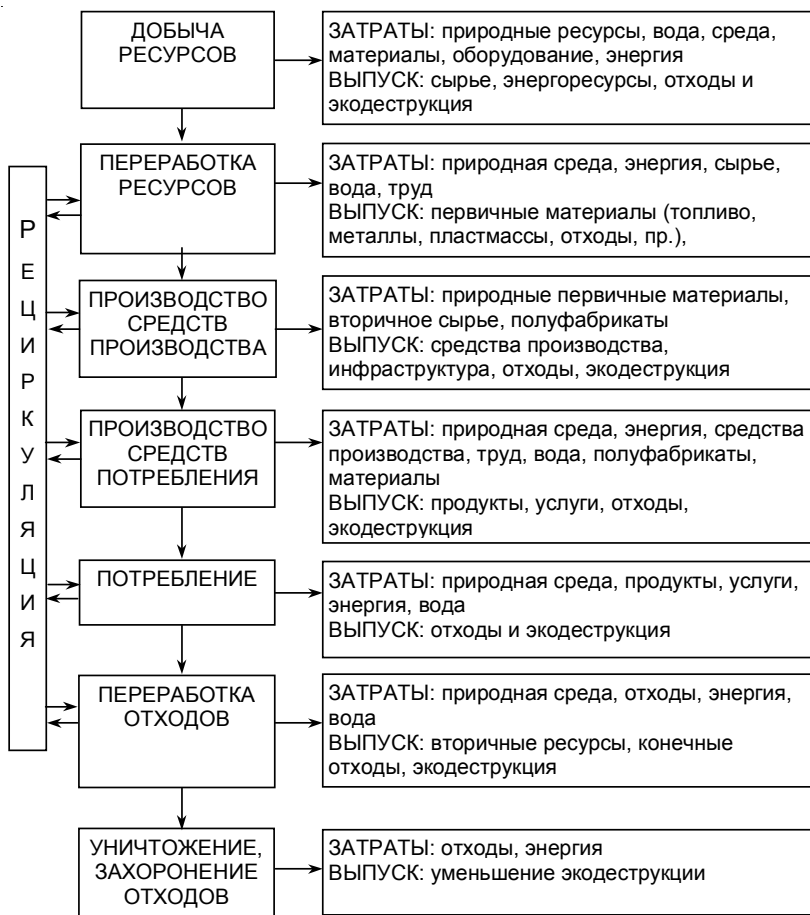 ДОБЫЧА
РЕСУРСОВ
ЗАТРАТЫ: природные ресурсы, вода, среда,
материалы, оборудование, энергия
ВЫПУСК: сырье, энергоресурсы, отходы и
экодеструкция
РЕЦИРКУЛЯЦИЯ
ПЕРЕРАБОТКА
РЕСУРСОВ
ЗАТРАТЫ: природная среда, энергия, сырье,
вода, труд
ВЫПУСК: первичные материалы (топливо,
металлы, пластмассы, отходы, пр.),
ПРОИЗВОДСТВО
СРЕДСТВ
ПРОИЗВОДСТВА
ЗАТРАТЫ: природные первичные материалы,
вторичное сырье, полуфабрикаты
ВЫПУСК: средства производства,
инфраструктура, отходы, экодеструкция
ПРОИЗВОДСТВО
СРЕДСТВ
ПОТРЕБЛЕНИЯ
ЗАТРАТЫ: природная среда, энергия, средства
производства, труд, вода, полуфабрикаты,
материалы
ВЫПУСК: продукты, услуги, отходы,
экодеструкция
ПОТРЕБЛЕНИЕ
ЗАТРАТЫ: природная среда, продукты, услуги,
энергия, вода
ВЫПУСК: отходы и экодеструкция
ПЕРЕРАБОТКА
ОТХОДОВ
ЗАТРАТЫ: природная среда, отходы, энергия,
вода
ВЫПУСК: вторичные ресурсы, конечные
отходы, экодеструкция
УНИЧТОЖЕНИЕ,
ЗАХОРОНЕНИЕ
ОТХОДОВ
ЗАТРАТЫ: отходы, энергия
ВЫПУСК: уменьшение экодеструкции